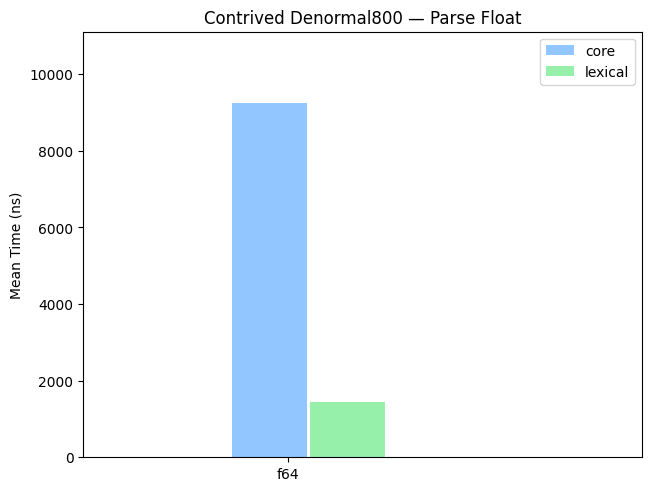 Contrived Denormal800 — Parse Float
core
lexical
Mean Time (ns)
10000
8000
6000
4000
2000
0
f64